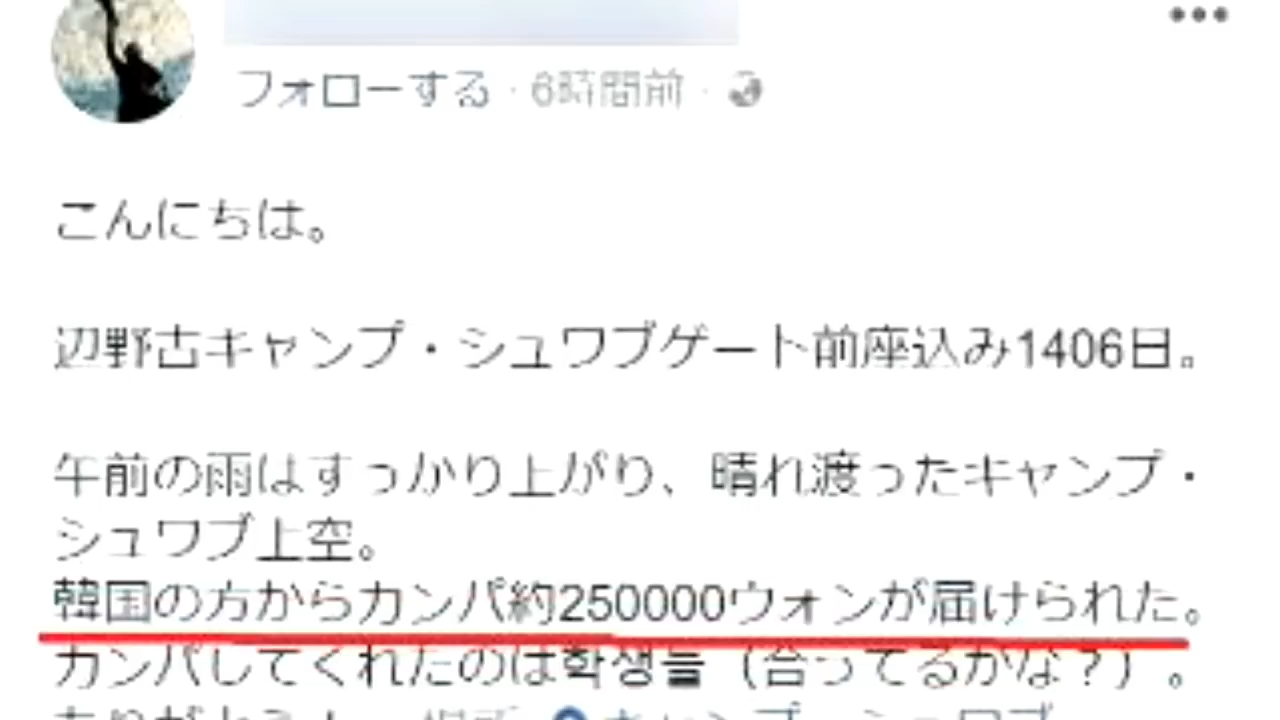 フォローする · 6時間前 ·
こんにちは。
辺野古キャンプ・シュワブゲート前座込み1406日。
午前の雨はすっかり上がり、晴れ渡ったキャンプ・
シュワブ上空。
韓国の方からカンパ約250000ウォンが届けられた。
カンパしてくれたのは학생들（合ってるかな？）。